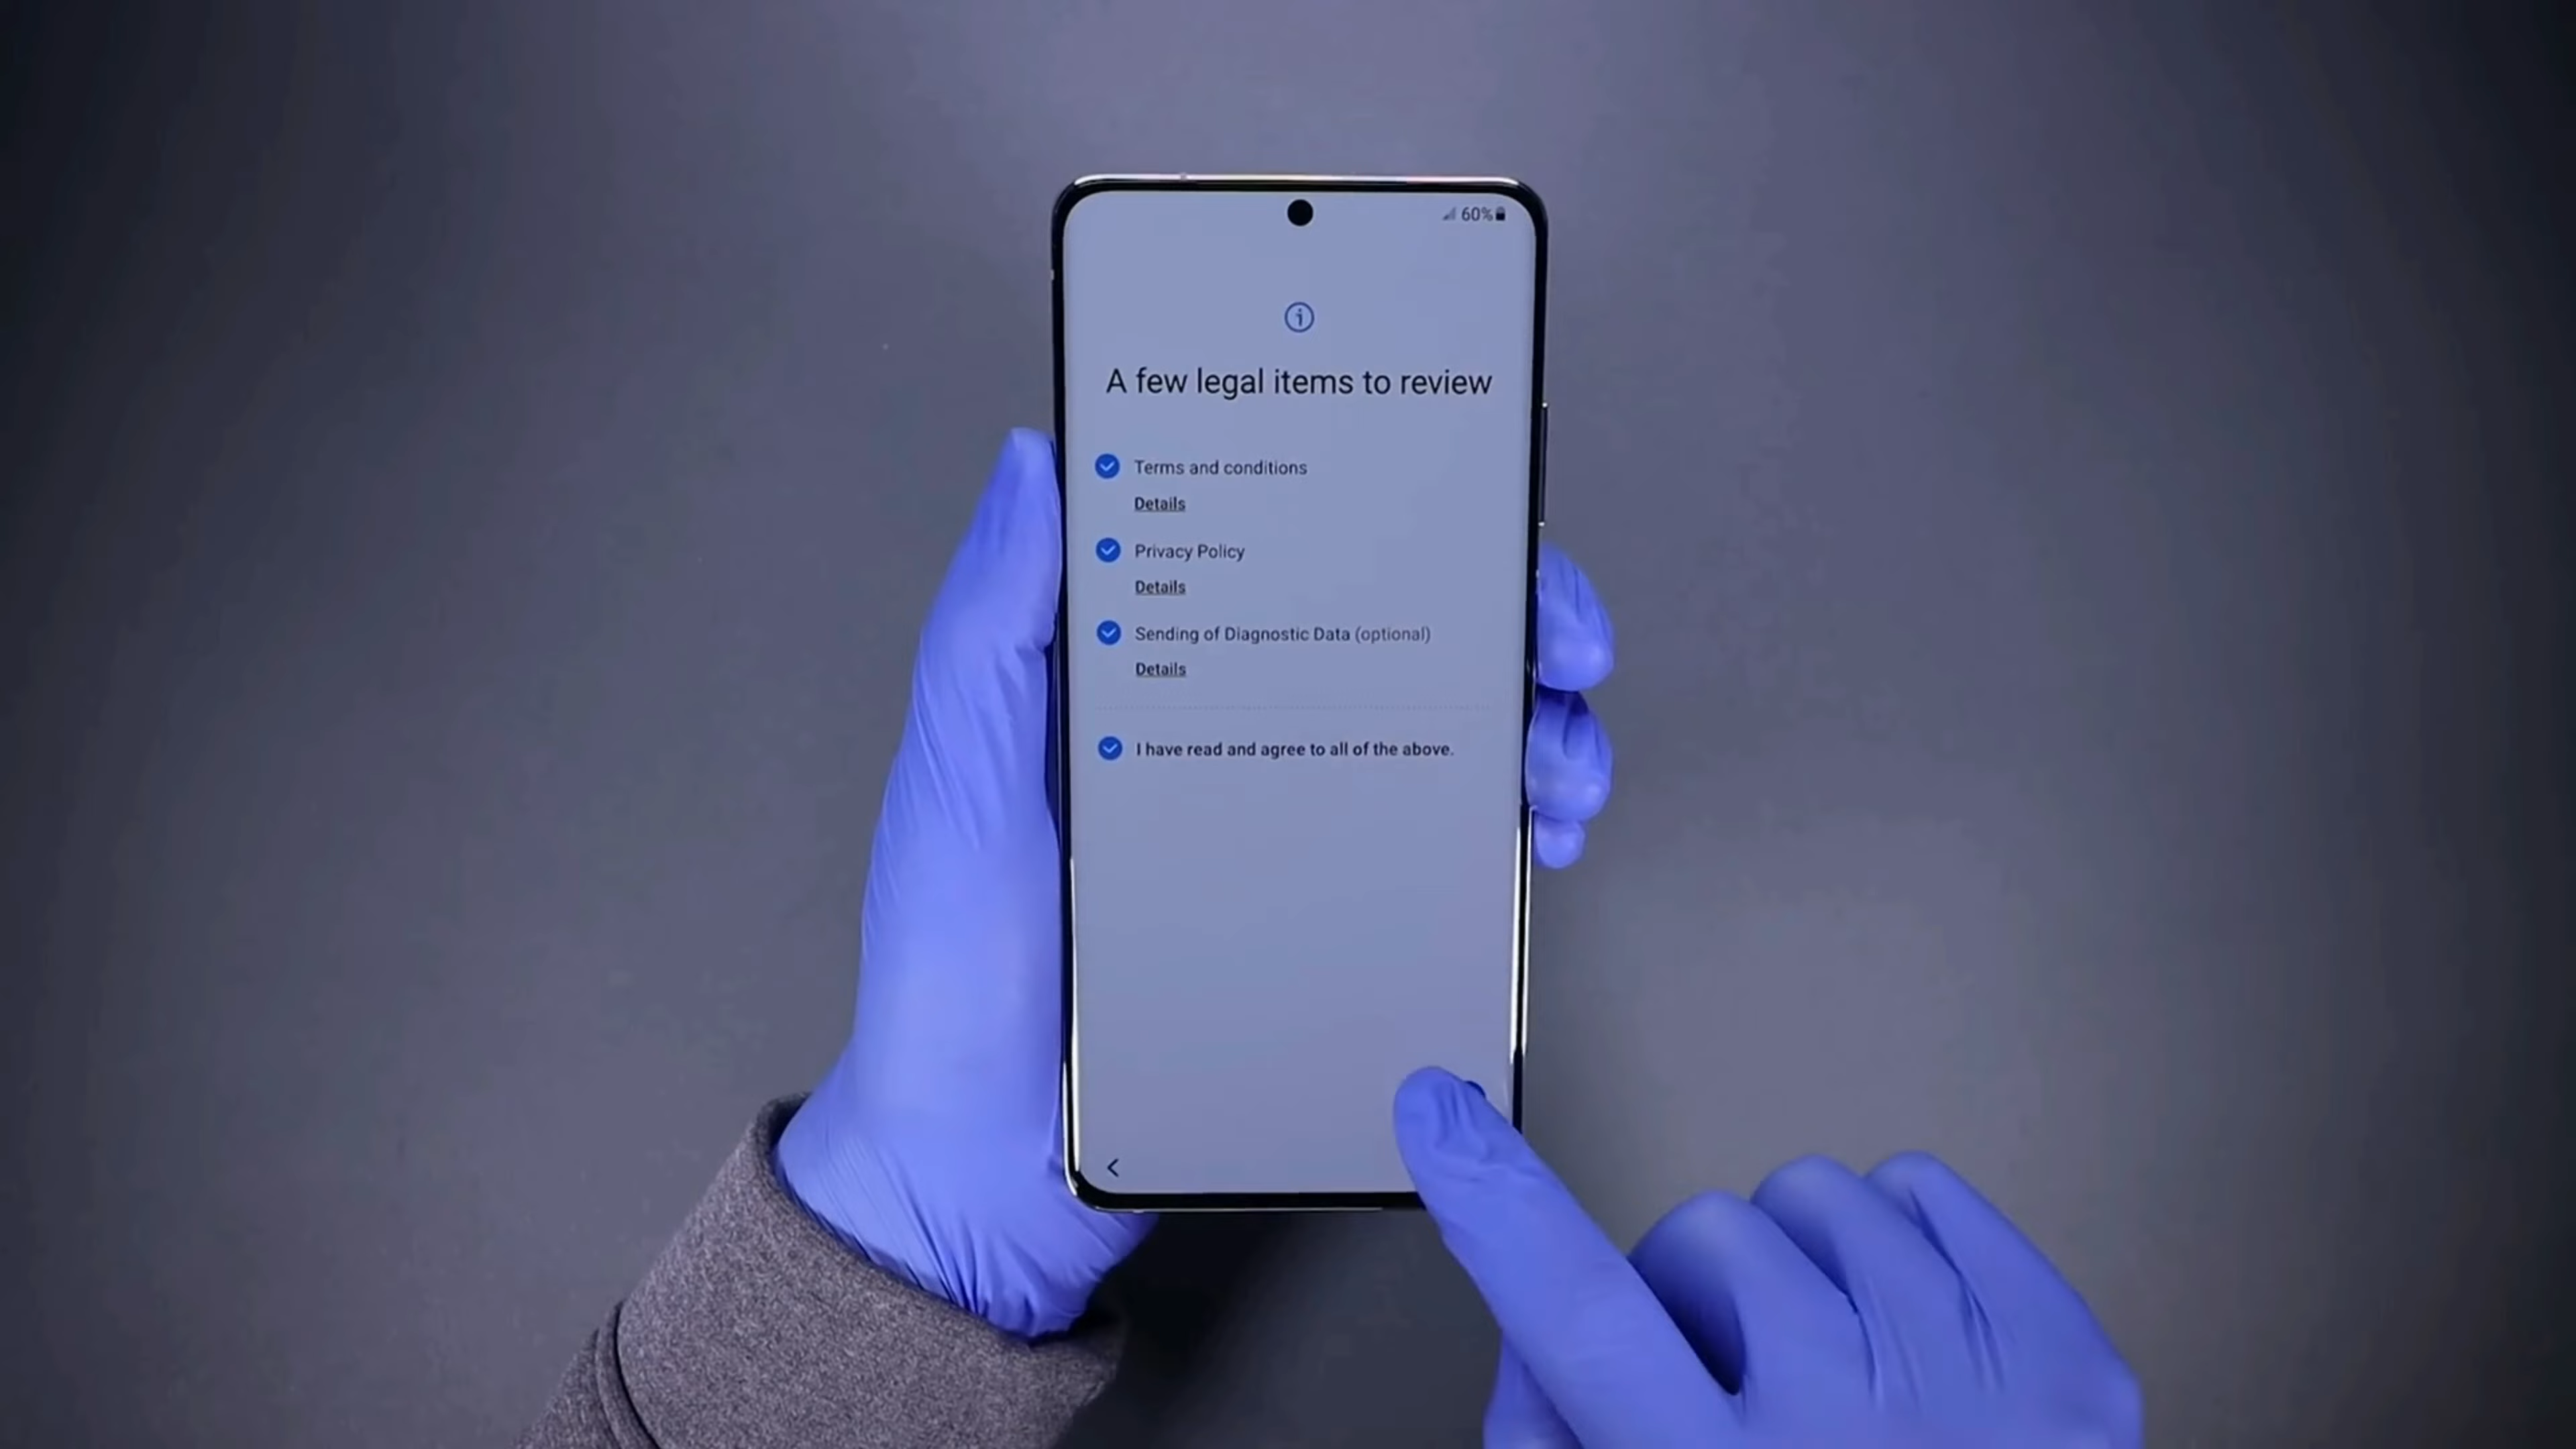 60%
A few legal items to review
Terms and conditions
Details
Privacy Policy
Details
Sending of Diagnostic Data (optional)
Details
I have read and agree to all of the above.